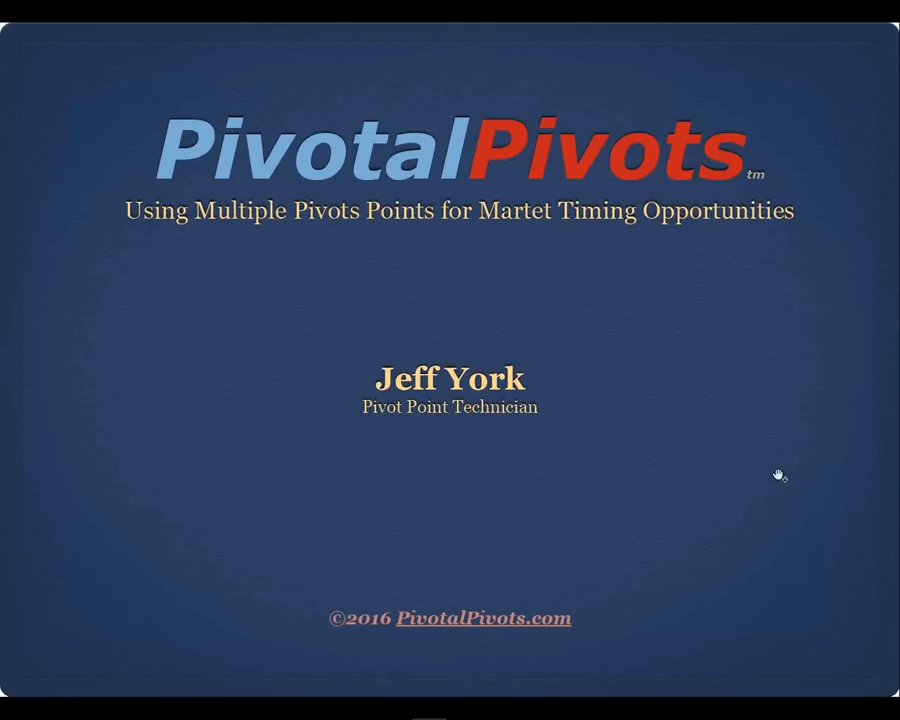 PivotalPivots tm
Using Multiple Pivots Points for Martet Timing Opportunities
Jeff York
Pivot Point Technician
©2016 PivotalPivots.com